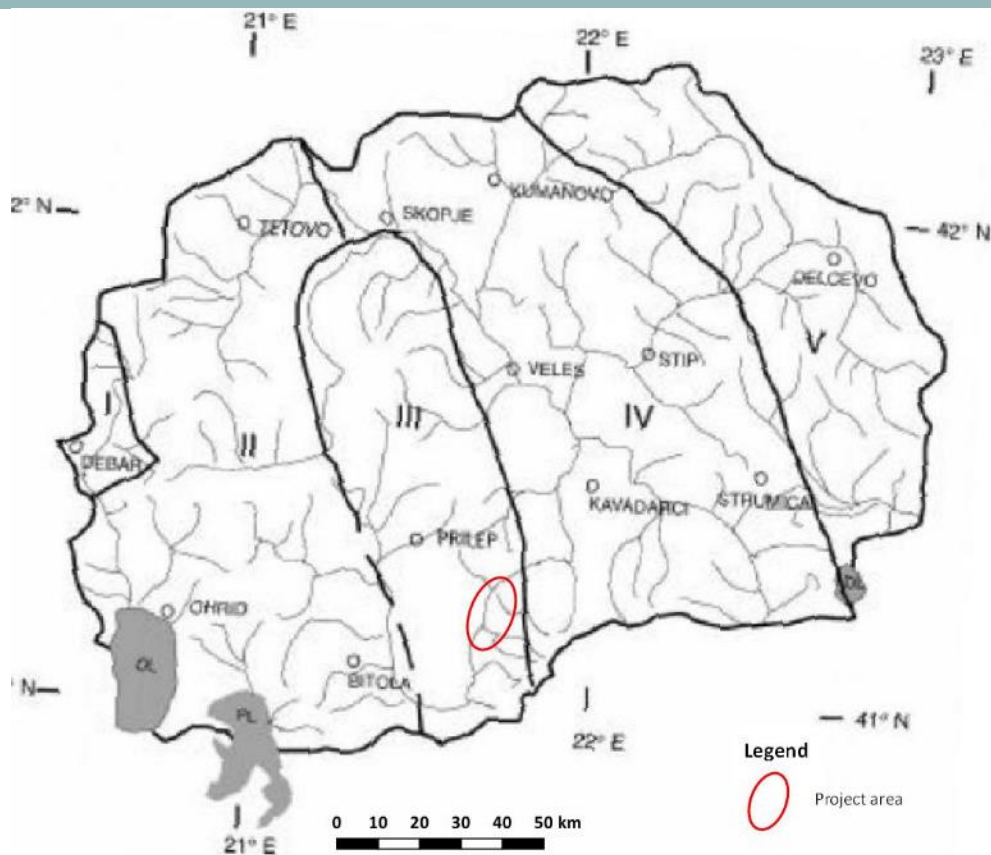 21° E
22° E
23° E
2° N
42° N
KUMANOVO
SKOPJE
TETOVO
DELCEVO
V
STIP
VELES
I
II
III
IV
DEBAR
KAVADARCI
STRUMICA
PRILEP
DL
OHRID
OL
BITOLA
N
PL
41° N
22° E
Legend
Project area
21° E
0 10 20 30 40 50 km